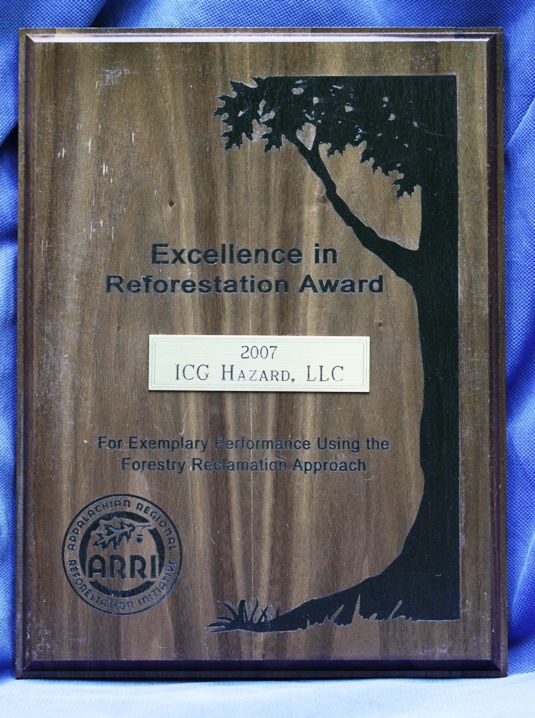 Excellence in
Reforestation Award
2007
ICG HAZARD, LLC
For Exemplary Performance Using the
Forestry Reclamation Approach
APPALACHIAN REGIONAL
ARRI
REFORESTATION INITIATIVE